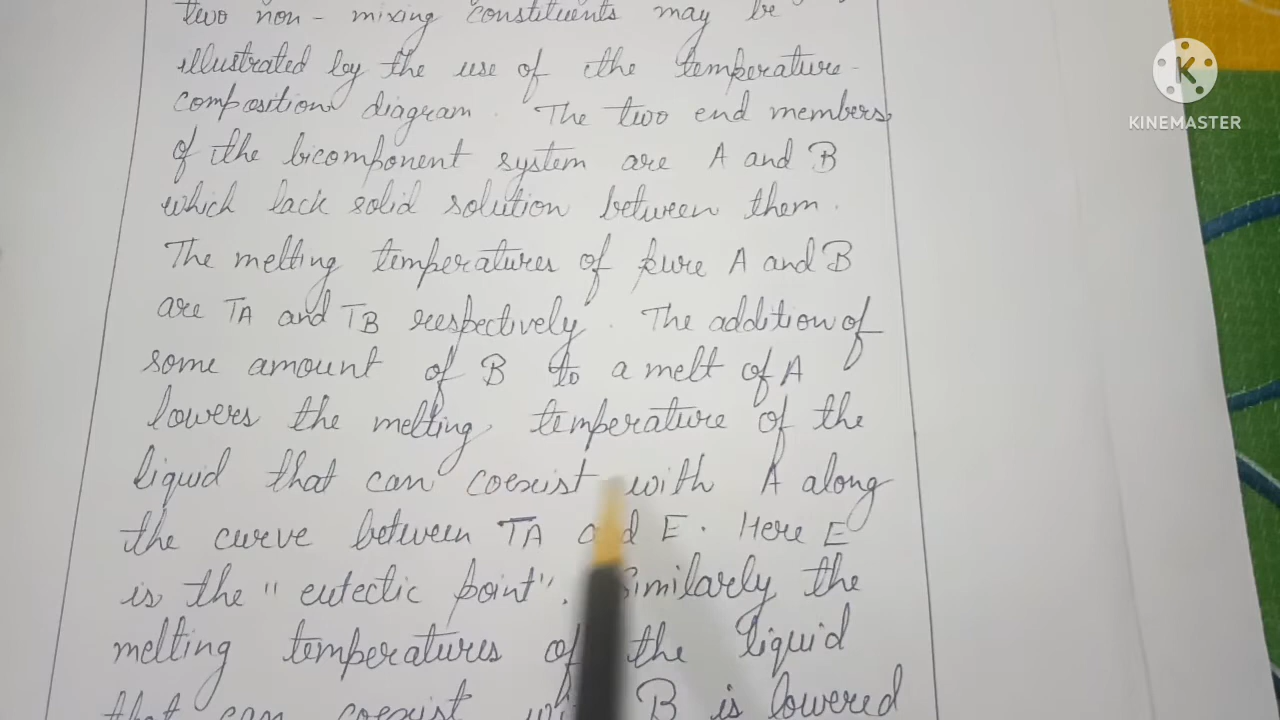 two non-mixing constituents may be
illustrated by the use of the temperature-
composition diagram. The two end members
of the bicomponent system are A and B
which lack solid solution between them.
The melting temperatures of pure A and B
are TA and TB respectively. The addition of
some amount of B to a melt of A
lowers the melting temperature of the
liquid that can coexist with A along
the curve between TA and E. Here E
is the "eutectic point". Similarly the
melting temperatures of the liquid
that can coexist with B is lowered
KINEMASTER